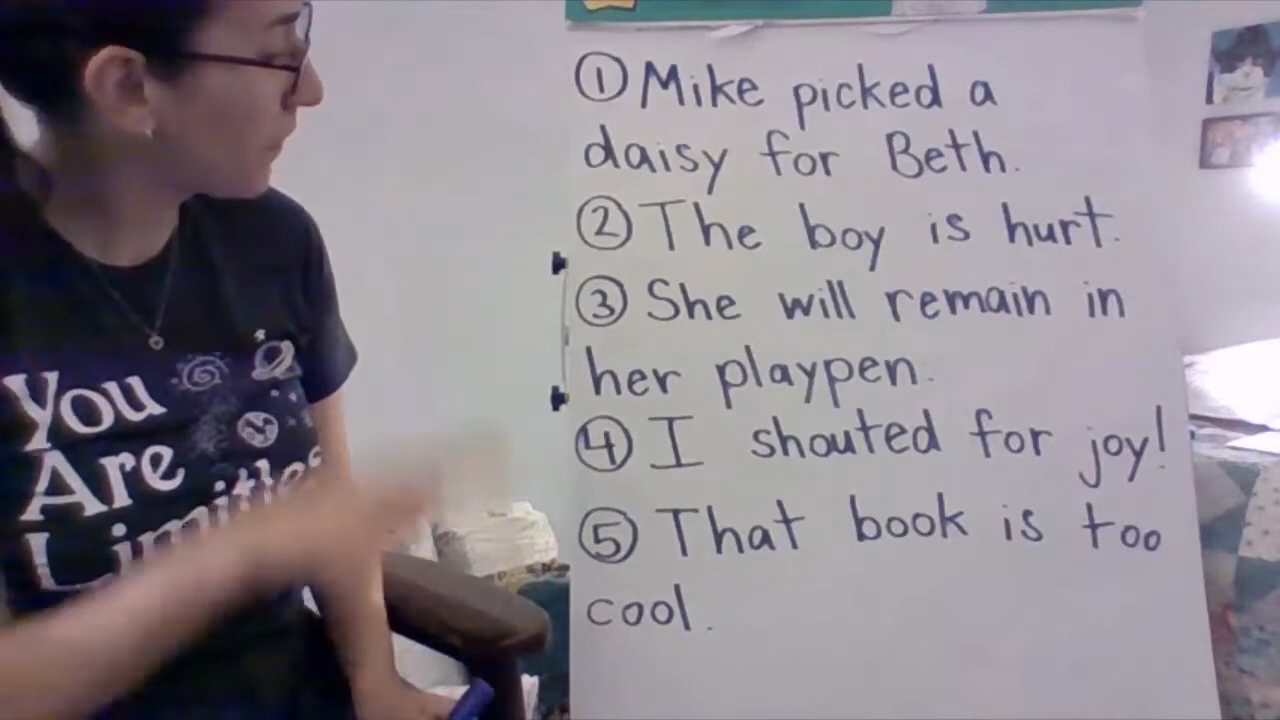 You
Are
Limitless
① Mike picked a
daisy for Beth.
② The boy is hurt.
③ She will remain in
her playpen.
④ I shouted for joy!
⑤ That book is too
cool.